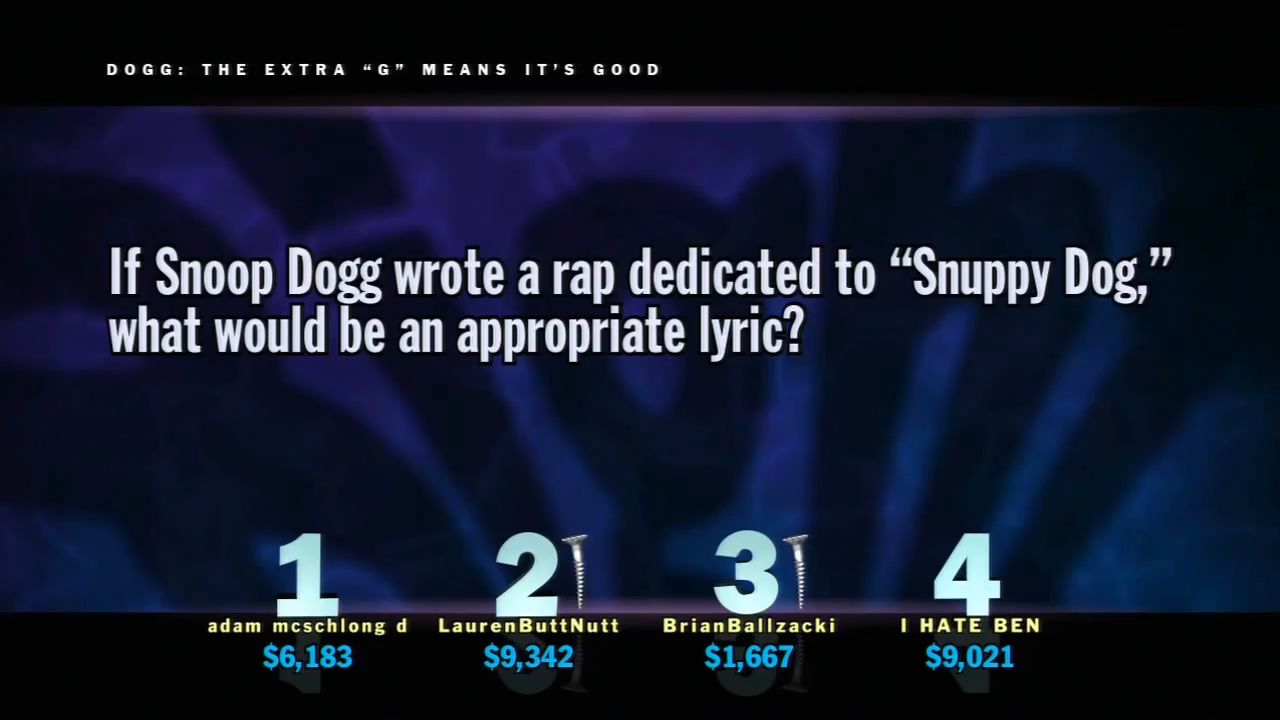 DOGG: THE EXTRA “G” MEANS IT’S GOOD
If Snoop Dogg wrote a rap dedicated to “Snuppy Dog,”
what would be an appropriate lyric?
1 2 3 4
adam mcschlong d LaurenButtNutt BrianBallzacki I HATE BEN
$6,183 $9,342 $1,667 $9,021